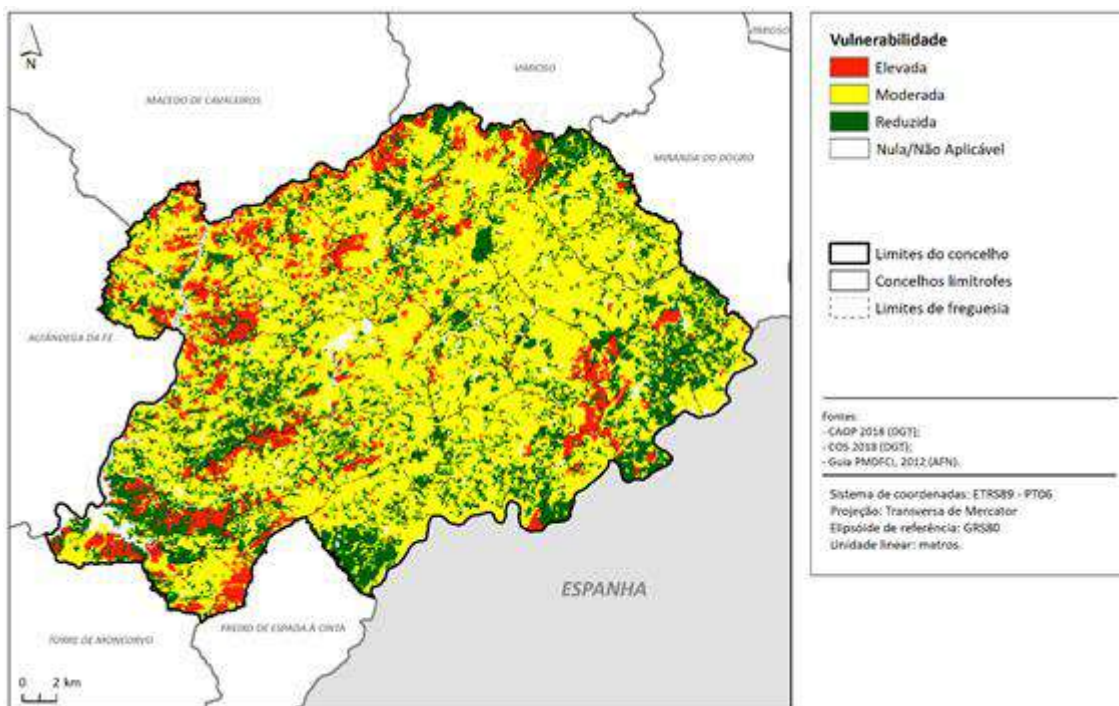 VIMIOSO
VIMIOSO
MACEDO DE CAVALEIROS
MIRANDA DO DOURO
ALFÂNDEGA DA FÉ
ESPANHA
TORRE DE MONCORVO
FREIXO DE ESPADA À CINTA
N
0 2 km
Vulnerabilidade
Elevada
Moderada
Reduzida
Nula/Não Aplicável
Limites do concelho
Concelhos limítrofes
Limites de freguesia
Fontes:
- CAOP 2018 (DGT);
- COS 2018 (DGT);
- Guia PMDFCI, 2012 (AFN).
Sistema de coordenadas: ETRS89 - PT06
Projeção: Transversa de Mercator
Elipsóide de referência: GRS80
Unidade linear: metros.